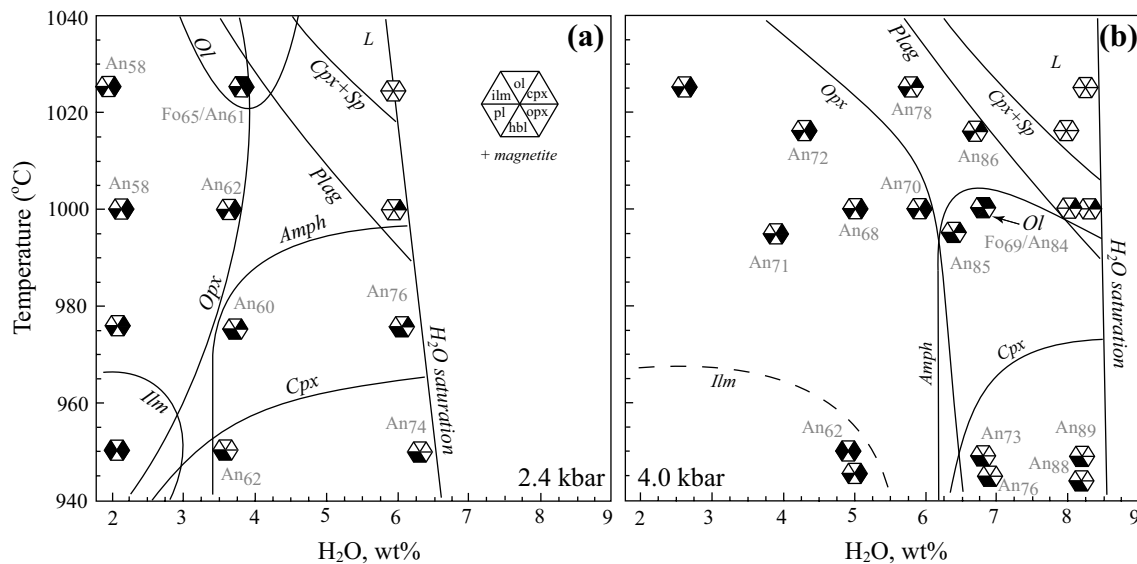 1040
1020
1000
980
960
940
Temperature (°C)
(a)
L
Ol
Cpx+Sp
An58
Fo65/An61
ol
ilm
cpx
pl
opx
hbl
+ magnetite
An58
An62
Plag
Amph
Opx
An60
An76
H2O saturation
Cpx
Ilm
An74
An62
2.4 kbar
2
3
4
5
6
7
8
9
H2O, wt%
(b)
L
Plag
Cpx+Sp
Opx
An78
An72
An86
An70
An68
Ol
Fo69/An84
An71
An85
H2O saturation
Amph
Cpx
Ilm
An62
An73
An89
An88
An76
4.0 kbar
2
3
4
5
6
7
8
9
H2O, wt%